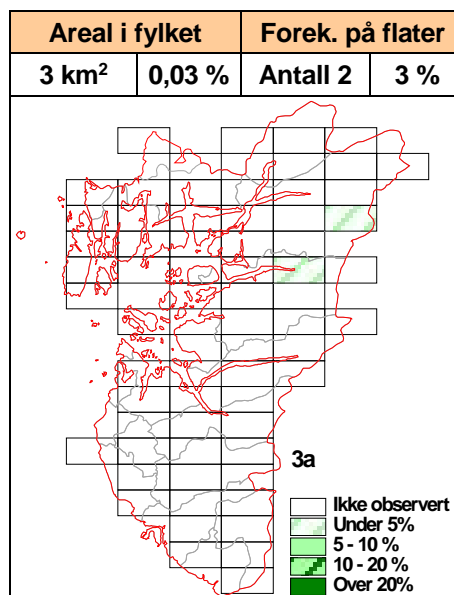 Areal i fylket Forek. på flater
3 km² 0,03 % Antall 2 3 %
3a
Ikke observert
Under 5%
5 - 10 %
10 - 20 %
Over 20%